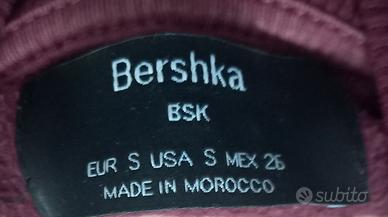 Bershka
BSK
EUR S USA S MEX 26
MADE IN MOROCCO
subito